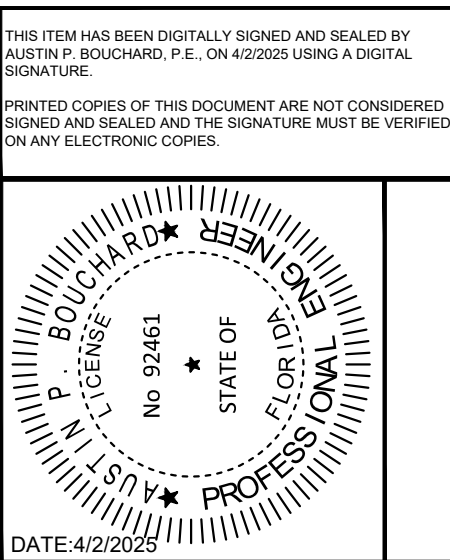 THIS ITEM HAS BEEN DIGITALLY SIGNED AND SEALED BY
AUSTIN P. BOUCHARD, P.E., ON 4/2/2025 USING A DIGITAL
SIGNATURE.
PRINTED COPIES OF THIS DOCUMENT ARE NOT CONSIDERED
SIGNED AND SEALED AND THE SIGNATURE MUST BE VERIFIED
ON ANY ELECTRONIC COPIES.
AUSTIN P. BOUCHARD
LICENSE
No 92461
STATE OF
FLORIDA
PROFESSIONAL ENGINEER
DATE:4/2/2025